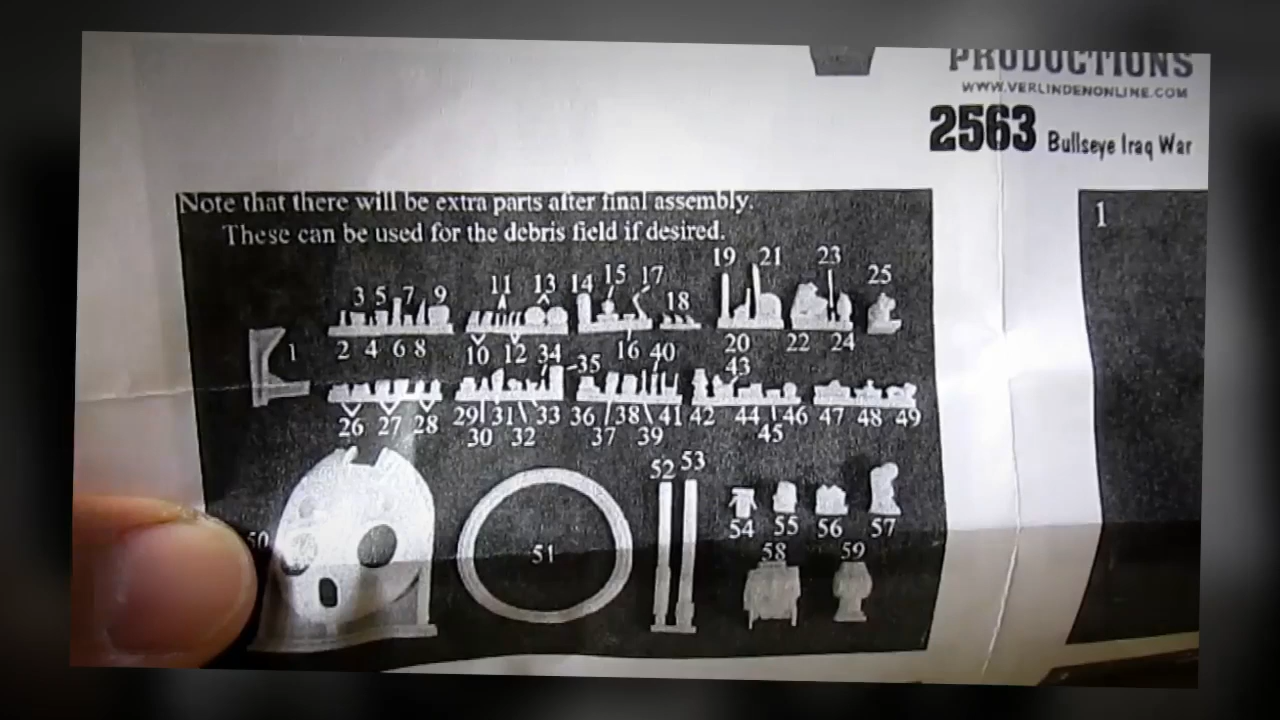 PRODUCTIONS
WWW.VERLINDENONLINE.COM
2563 Bullseye Iraq War
Note that there will be extra parts after final assembly.
These can be used for the debris field if desired.
1
19 21 23
3 5 7 9 11 13 14 15 17 18 25
1
2 4 6 8 10 12 34 35 16 40 20 22 24
43
26 27 28 29 31 33 36 38 41 42 44 46 47 48 49
30 32 37 39 45
52 53
50 51 54 55 56 57
58 59